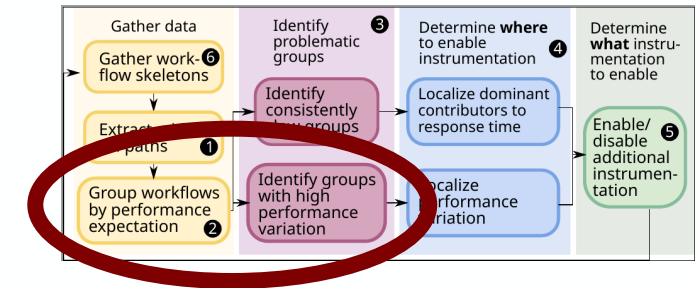 Gather data
Gather work-
flow skeletons
6
Extract
paths
1
Group workflows
by performance
expectation
2
Identify
problematic
groups
3
Identify
consistently
groups
Identify groups
with high
performance
variation
Determine where
to enable
instrumentation
4
Localize dominant
contributors to
response time
Localize
performance
variation
Determine
what instru-
mentation
to enable
Enable/
disable
additional
instrumen-
tation
5